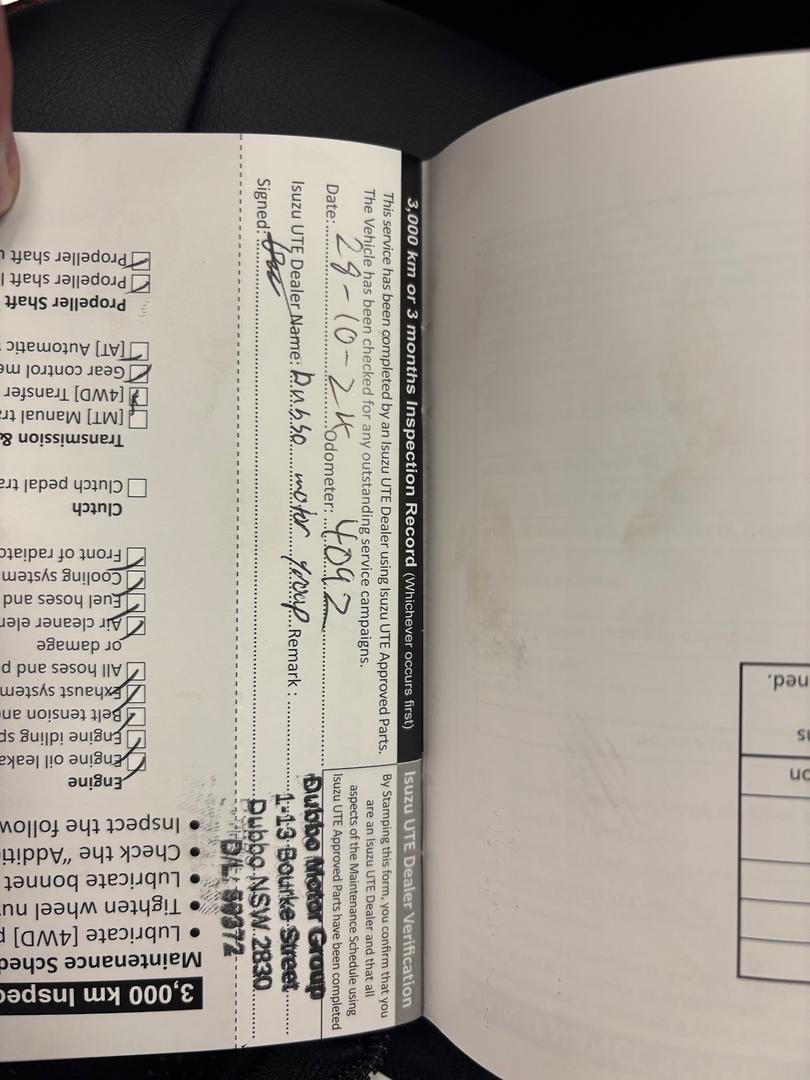 3,000 km or 3 months Inspection Record (Whichever occurs first)
This service has been completed by an Isuzu UTE Dealer using Isuzu UTE Approved Parts.
The Vehicle has been checked for any outstanding service campaigns.
Date: 29-10-24 Odometer: 4092
Isuzu UTE Dealer Name: Dubbo motor group Remark :
Signed:
Isuzu UTE Dealer Verification
By Stamping this form, you confirm that you
are an Isuzu UTE Dealer and that all
aspects of the Maintenance Schedule using
Isuzu UTE Approved Parts have been completed
Dubbo Motor Group
1-13 Bourke Street
Dubbo NSW 2830
D/L
3,000 km Inspec
Maintenance Sched
• Lubricate [4WD] p
• Tighten wheel nu
• Lubricate bonnet
• Check the "Additi
• Inspect the follow
Engine
Engine oil leaka
Engine idling sp
Belt tension an
Exhaust system
All hoses and p
or damage
Air cleaner elem
Fuel hoses and
Cooling system
Front of radiato
Clutch
Clutch pedal tra
Transmission &
[MT] Manual tra
[4WD] Transfer
Gear control me
[AT] Automatic
Propeller Shaft
Propeller shaft l
Propeller shaft u
ned.
ns
on